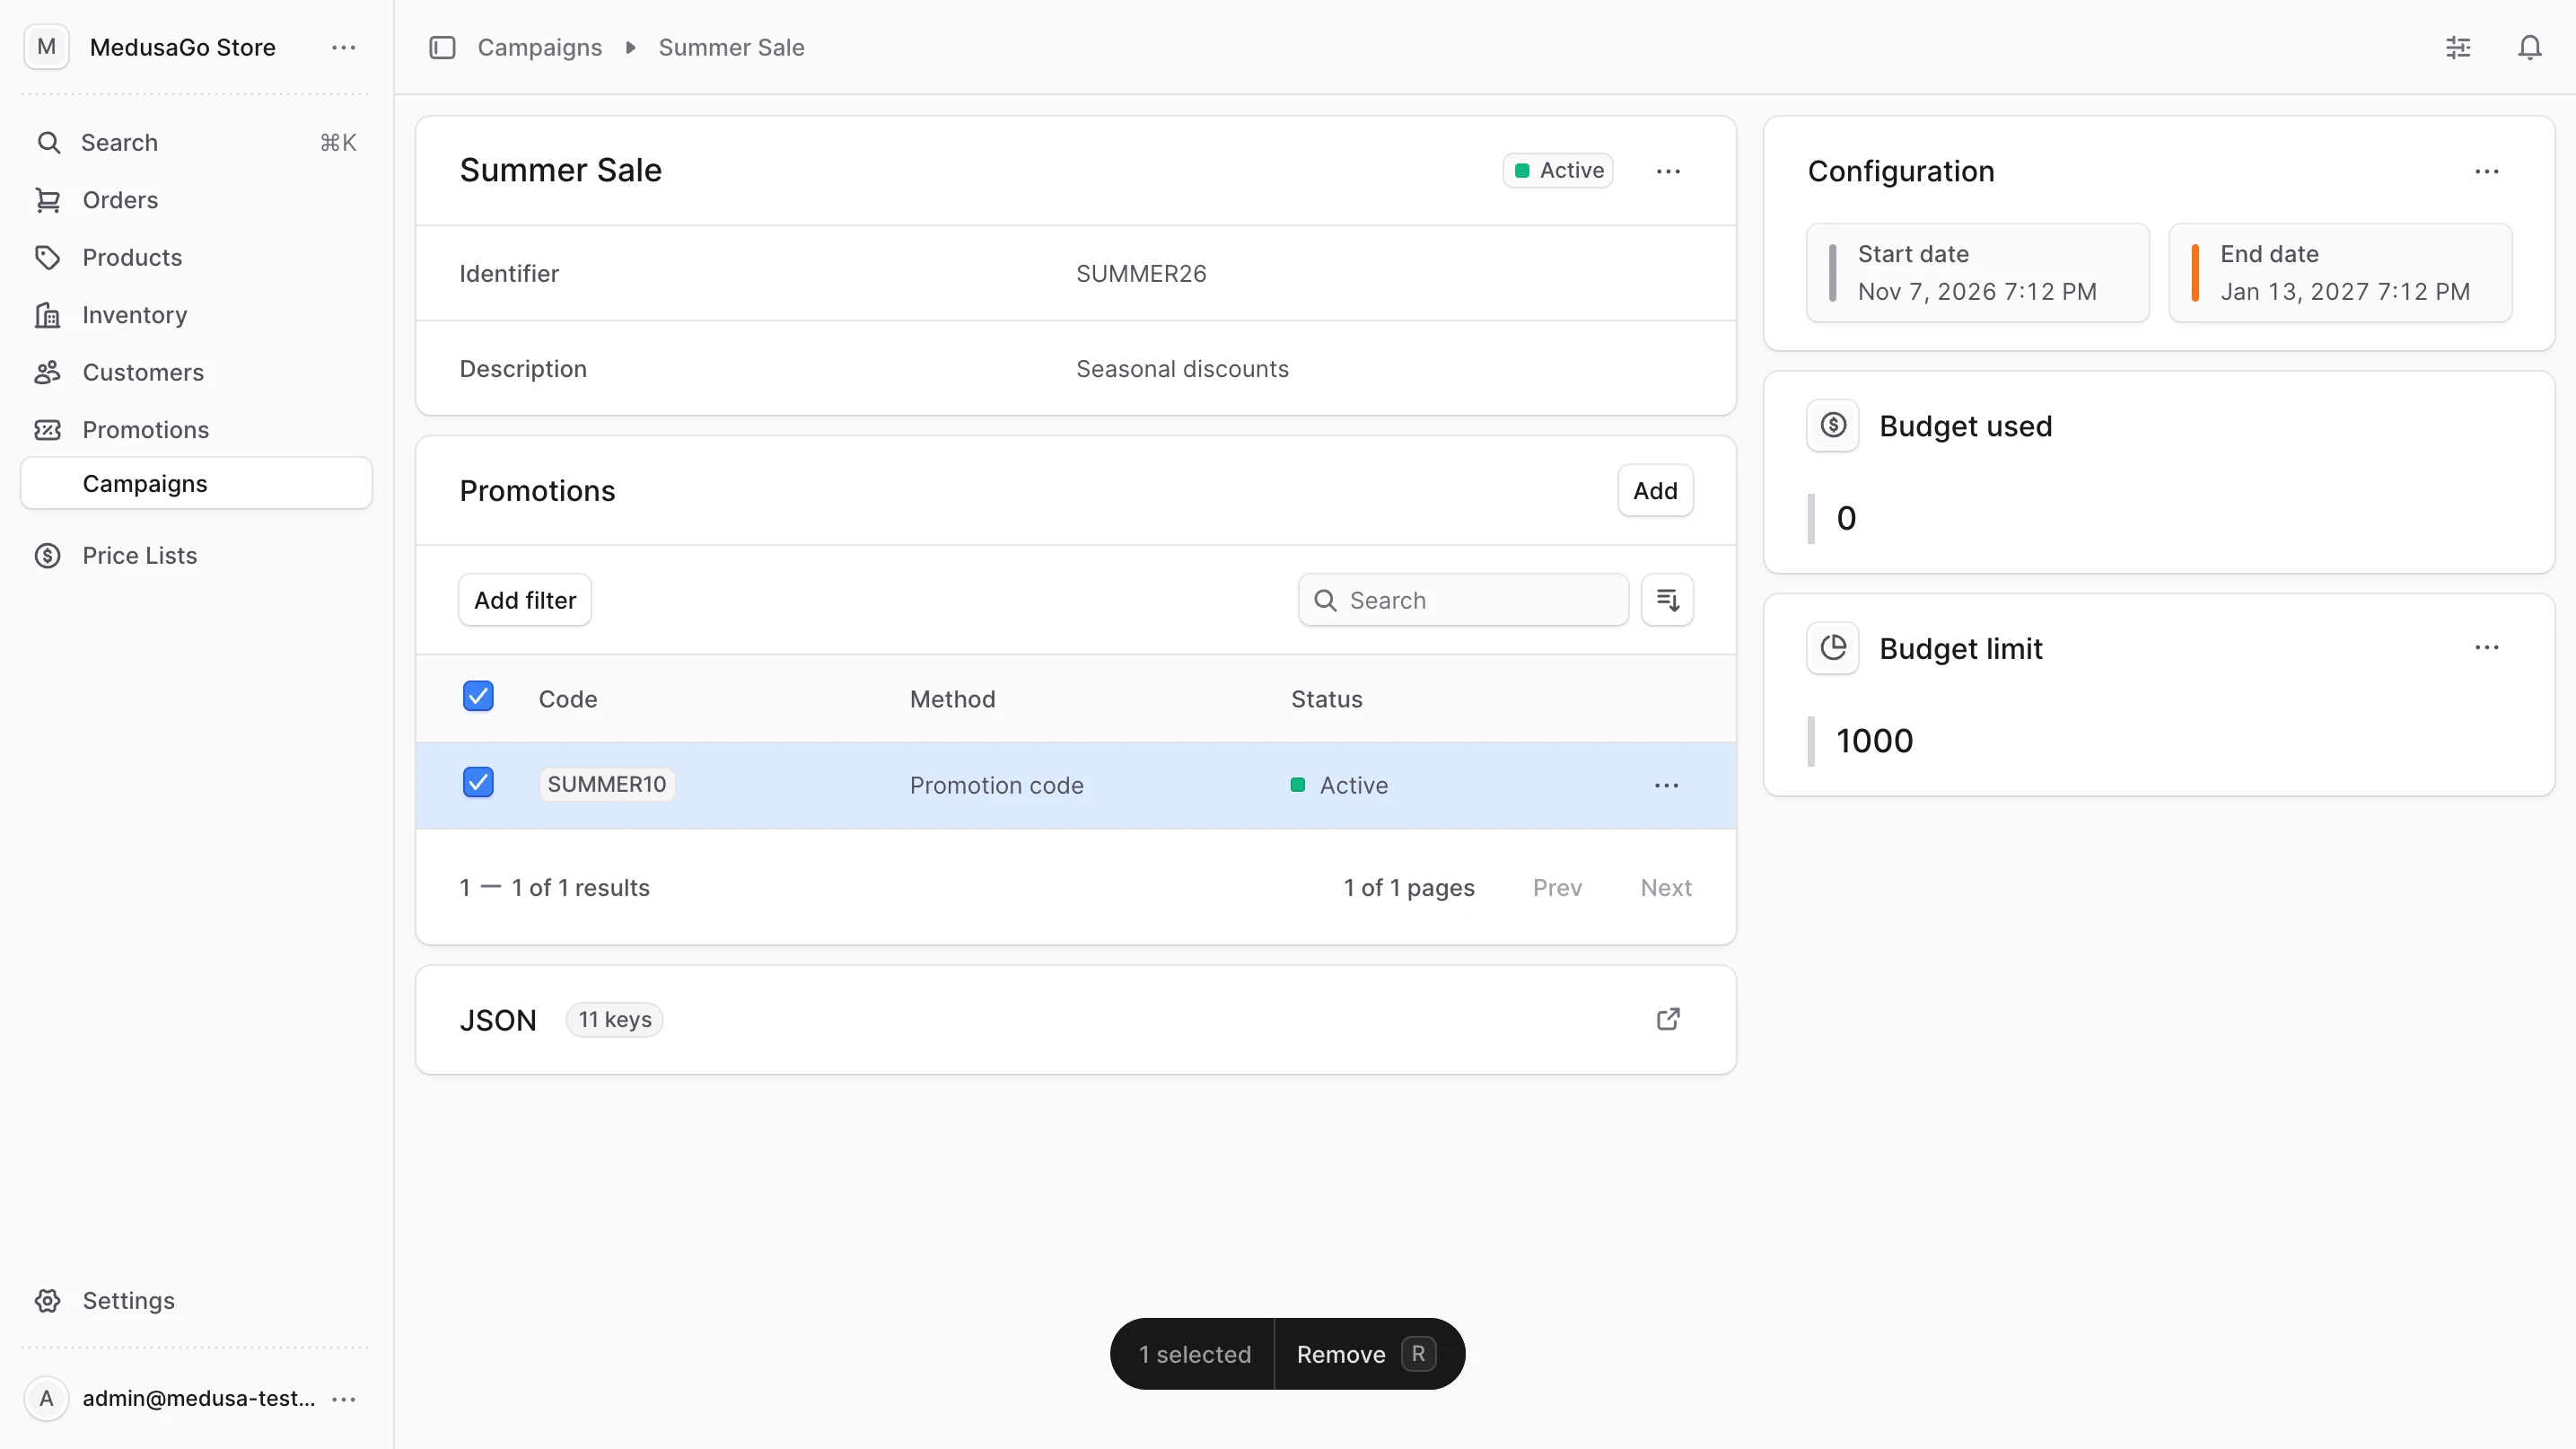 M MedusaGo Store
Search ⌘K
Orders
Products
Inventory
Customers
Promotions
Campaigns
Price Lists
Settings
A admin@medusa-test...
Campaigns Summer Sale
Summer Sale Active
Identifier SUMMER26
Description Seasonal discounts
Promotions Add
Add filter Search
Code Method Status
SUMMER10 Promotion code Active
1 — 1 of 1 results 1 of 1 pages Prev Next
JSON 11 keys
Configuration
Start date
Nov 7, 2026 7:12 PM
End date
Jan 13, 2027 7:12 PM
Budget used
0
Budget limit
1000
1 selected Remove R